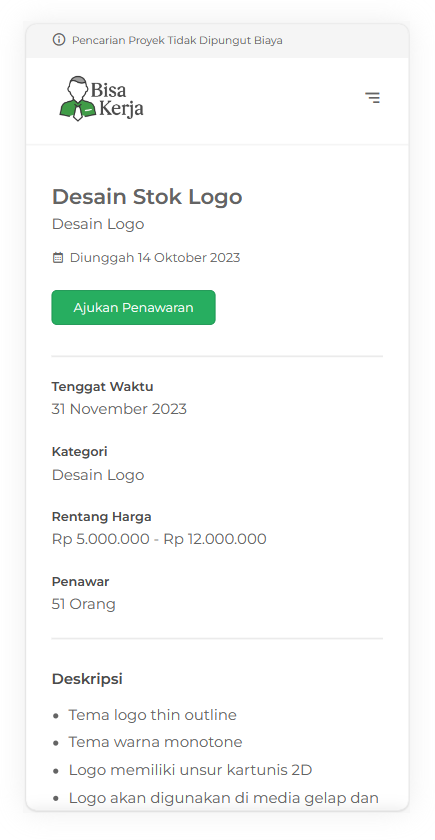 Pencarian Proyek Tidak Dipungut Biaya
Bisa
Kerja
Desain Stok Logo
Desain Logo
Diunggah 14 Oktober 2023
Ajukan Penawaran
Tenggat Waktu
31 November 2023
Kategori
Desain Logo
Rentang Harga
Rp 5.000.000 - Rp 12.000.000
Penawar
51 Orang
Deskripsi
• Tema logo thin outline
• Tema warna monotone
• Logo memiliki unsur kartunis 2D
• Logo akan digunakan di media gelap dan